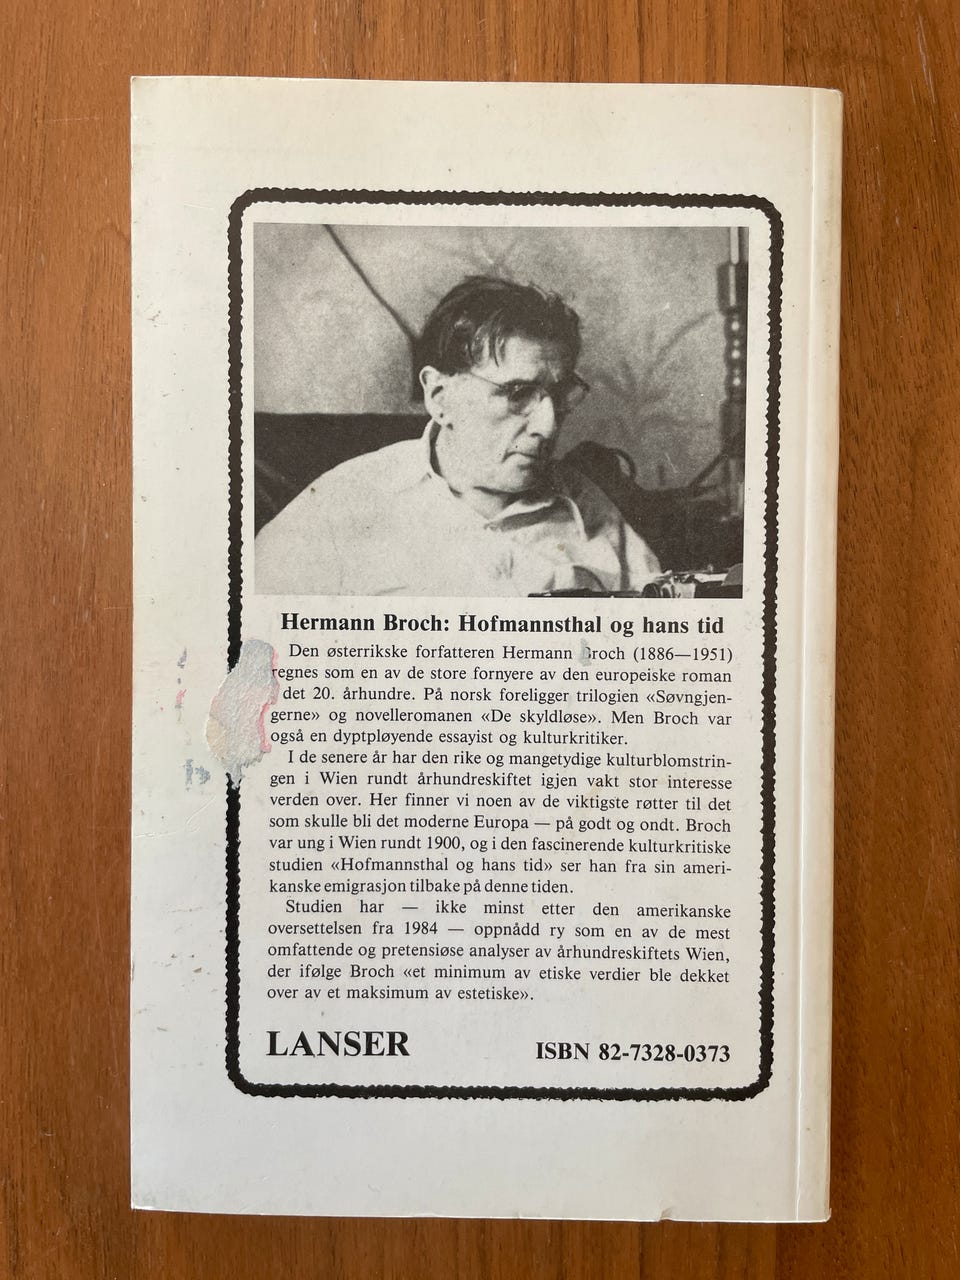 Hermann Broch: Hofmannsthal og hans tid
Den østerrikske forfatteren Hermann Broch (1886—1951)
regnes som en av de store fornyere av den europeiske roman
det 20. århundre. På norsk foreligger trilogien «Søvngjen-
gerne» og novelleromanen «De skyldløse». Men Broch var
også en dyptpløyende essayist og kulturkritiker.
I de senere år har den rike og mangetydige kulturblomstrin-
gen i Wien rundt århundreskiftet igjen vakt stor interesse
verden over. Her finner vi noen av de viktigste røtter til det
som skulle bli det moderne Europa — på godt og ondt. Broch
var ung i Wien rundt 1900, og i den fascinerende kulturkritiske
studien «Hofmannsthal og hans tid» ser han fra sin ameri-
kanske emigrasjon tilbake på denne tiden.
Studien har — ikke minst etter den amerikanske
oversettelsen fra 1984 — oppnådd ry som en av de mest
omfattende og pretensiøse analyser av århundreskiftets Wien,
der ifølge Broch «et minimum av etiske verdier ble dekket
over av et maksimum av estetiske».
LANSER
ISBN 82-7328-0373